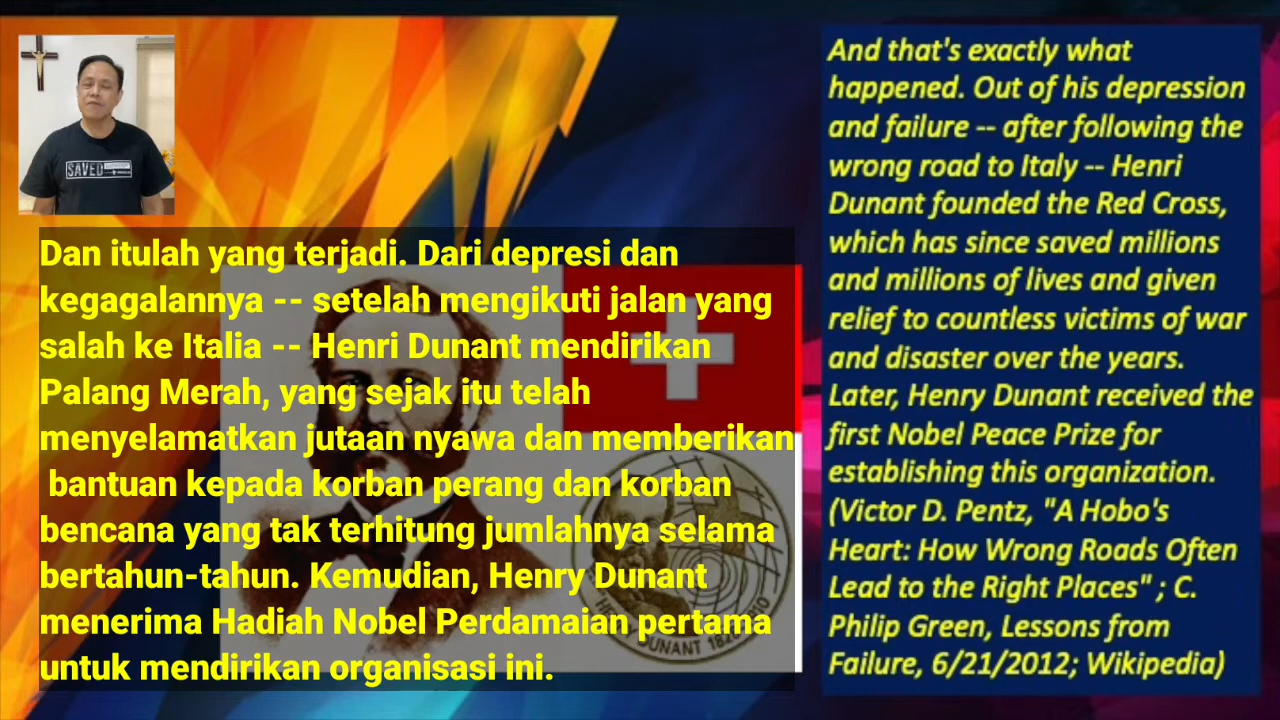 SAVED
Dan itulah yang terjadi. Dari depresi dan
kegagalannya -- setelah mengikuti jalan yang
salah ke Italia -- Henri Dunant mendirikan
Palang Merah, yang sejak itu telah
menyelamatkan jutaan nyawa dan memberikan
bantuan kepada korban perang dan korban
bencana yang tak terhitung jumlahnya selama
bertahun-tahun. Kemudian, Henry Dunant
menerima Hadiah Nobel Perdamaian pertama
untuk mendirikan organisasi ini.
And that's exactly what
happened. Out of his depression
and failure -- after following the
wrong road to Italy -- Henri
Dunant founded the Red Cross,
which has since saved millions
and millions of lives and given
relief to countless victims of war
and disaster over the years.
Later, Henry Dunant received the
first Nobel Peace Prize for
establishing this organization.
(Victor D. Pentz, "A Hobo's
Heart: How Wrong Roads Often
Lead to the Right Places" ; C.
Philip Green, Lessons from
Failure, 6/21/2012; Wikipedia)